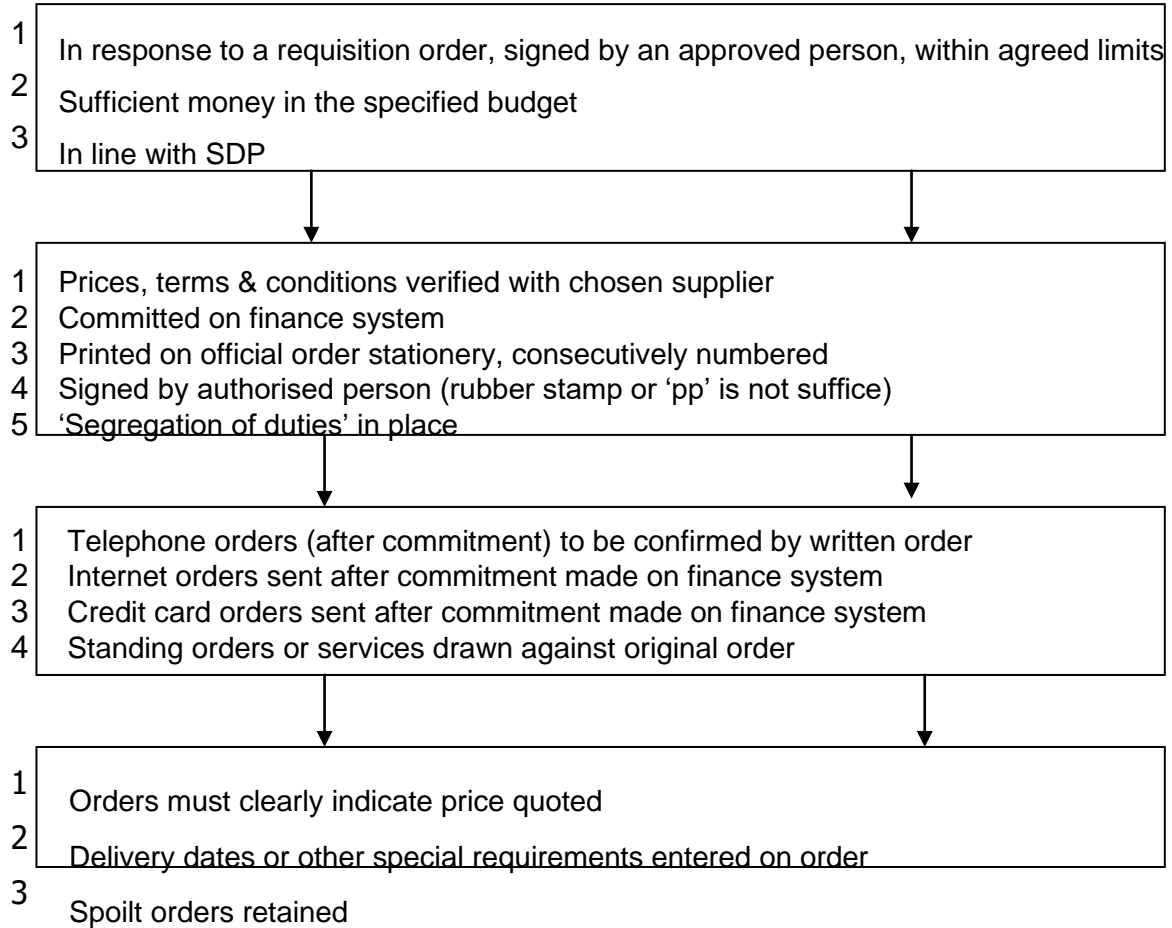 1 In response to a requisition order, signed by an approved person, within agreed limits
2 Sufficient money in the specified budget
3 In line with SDP
1 Prices, terms & conditions verified with chosen supplier
2 Committed on finance system
3 Printed on official order stationery, consecutively numbered
4 Signed by authorised person (rubber stamp or ‘pp’ is not suffice)
5 ‘Segregation of duties’ in place
1 Telephone orders (after commitment) to be confirmed by written order
2 Internet orders sent after commitment made on finance system
3 Credit card orders sent after commitment made on finance system
4 Standing orders or services drawn against original order
1 Orders must clearly indicate price quoted
2 Delivery dates or other special requirements entered on order
3 Spoilt orders retained